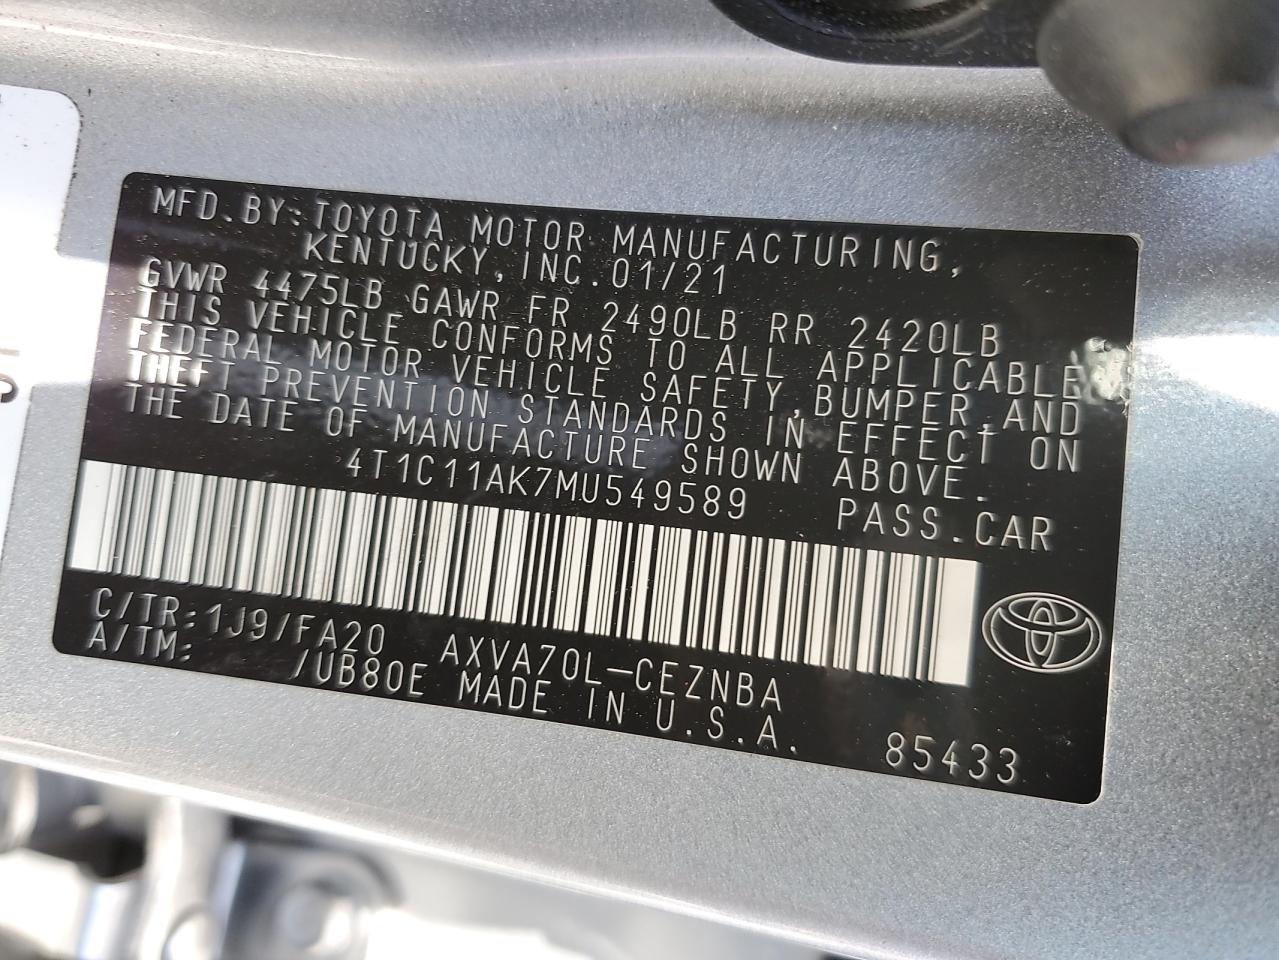 MFD.BY:TOYOTA MOTOR MANUFACTURING,
KENTUCKY,INC.01/21
GVWR 4475LB GAWR FR 2490LB RR 2420LB
THIS VEHICLE CONFORMS TO ALL APPLICABLE
FEDERAL MOTOR VEHICLE SAFETY,BUMPER,AND
THEFT PREVENTION STANDARDS IN EFFECT ON
THE DATE OF MANUFACTURE SHOWN ABOVE.
4T1C11AK7MU549589 PASS.CAR
C/TR:1J9/FA20 AXVA70L-CEZNBA
A/TM: /UB80E MADE IN U.S.A.
85433